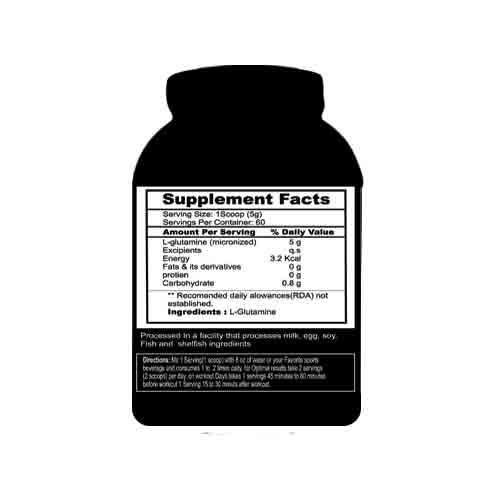 Supplement Facts
Serving Size: 1Scoop (5g)
Servings Per Container: 60
Amount Per Serving % Daily Value
L-glutamine (micronized) 5 g
Excipients q.s
Energy 3.2 Kcal
Fats & its derivatives 0 g
protien 0 g
Carbohydrate 0.8 g
** Recomended daily alowances(RDA) not
established.
Ingredients : L-Glutamine
Processed In a facility that processes milk, egg, soy,
Fish and shelfish ingredients
Directions: Mix 1 Serving(1 scoop) with 8 oz of water or your Favorite sports
beverage and consumes 1 to 2 times daily, for Optimal results take 2 servings
(2 scoops) per day, on workout Days takes 1 servings 45 minutes to 60 minutes
before workout 1 Serving 15 to 30 minute after workout.